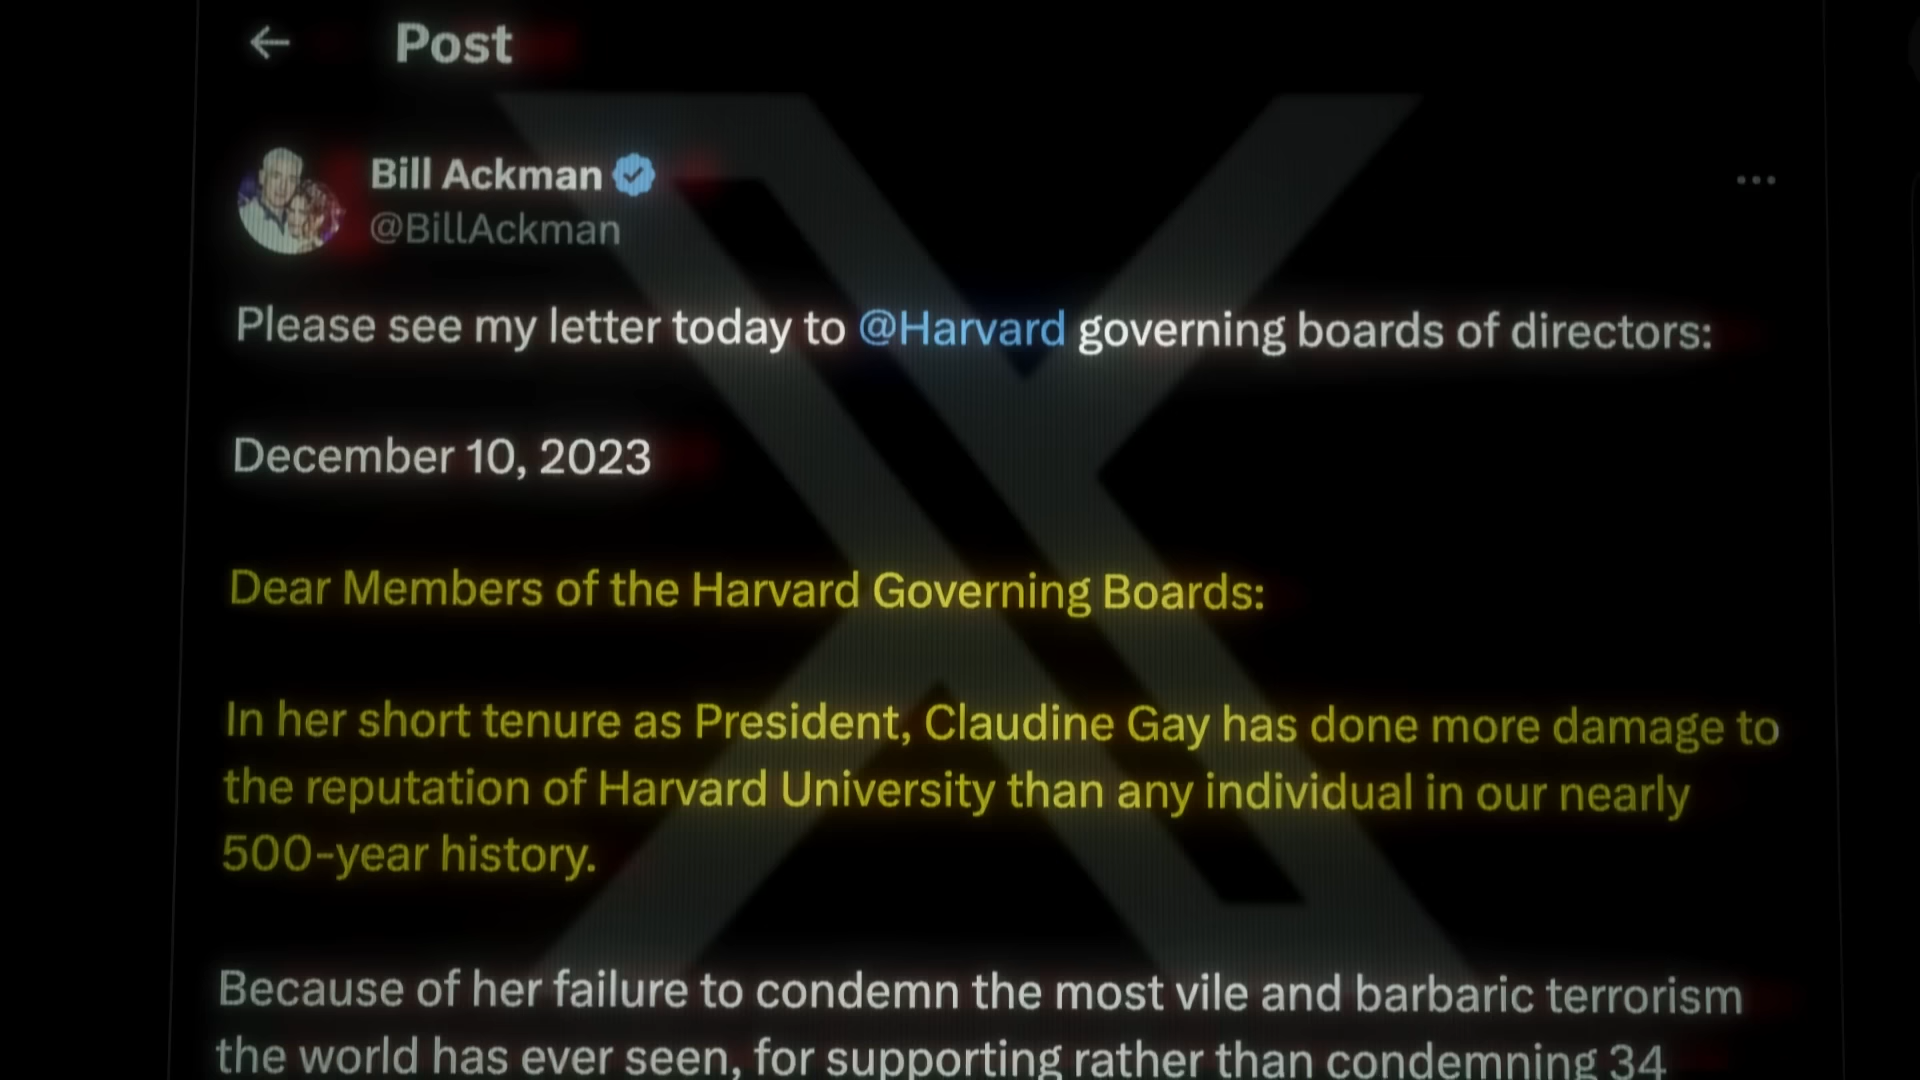 Post
Bill Ackman
@BillAckman
Please see my letter today to @Harvard governing boards of directors:
December 10, 2023
Dear Members of the Harvard Governing Boards:
In her short tenure as President, Claudine Gay has done more damage to
the reputation of Harvard University than any individual in our nearly
500-year history.
Because of her failure to condemn the most vile and barbaric terrorism
the world has ever seen, for supporting rather than condemning 34